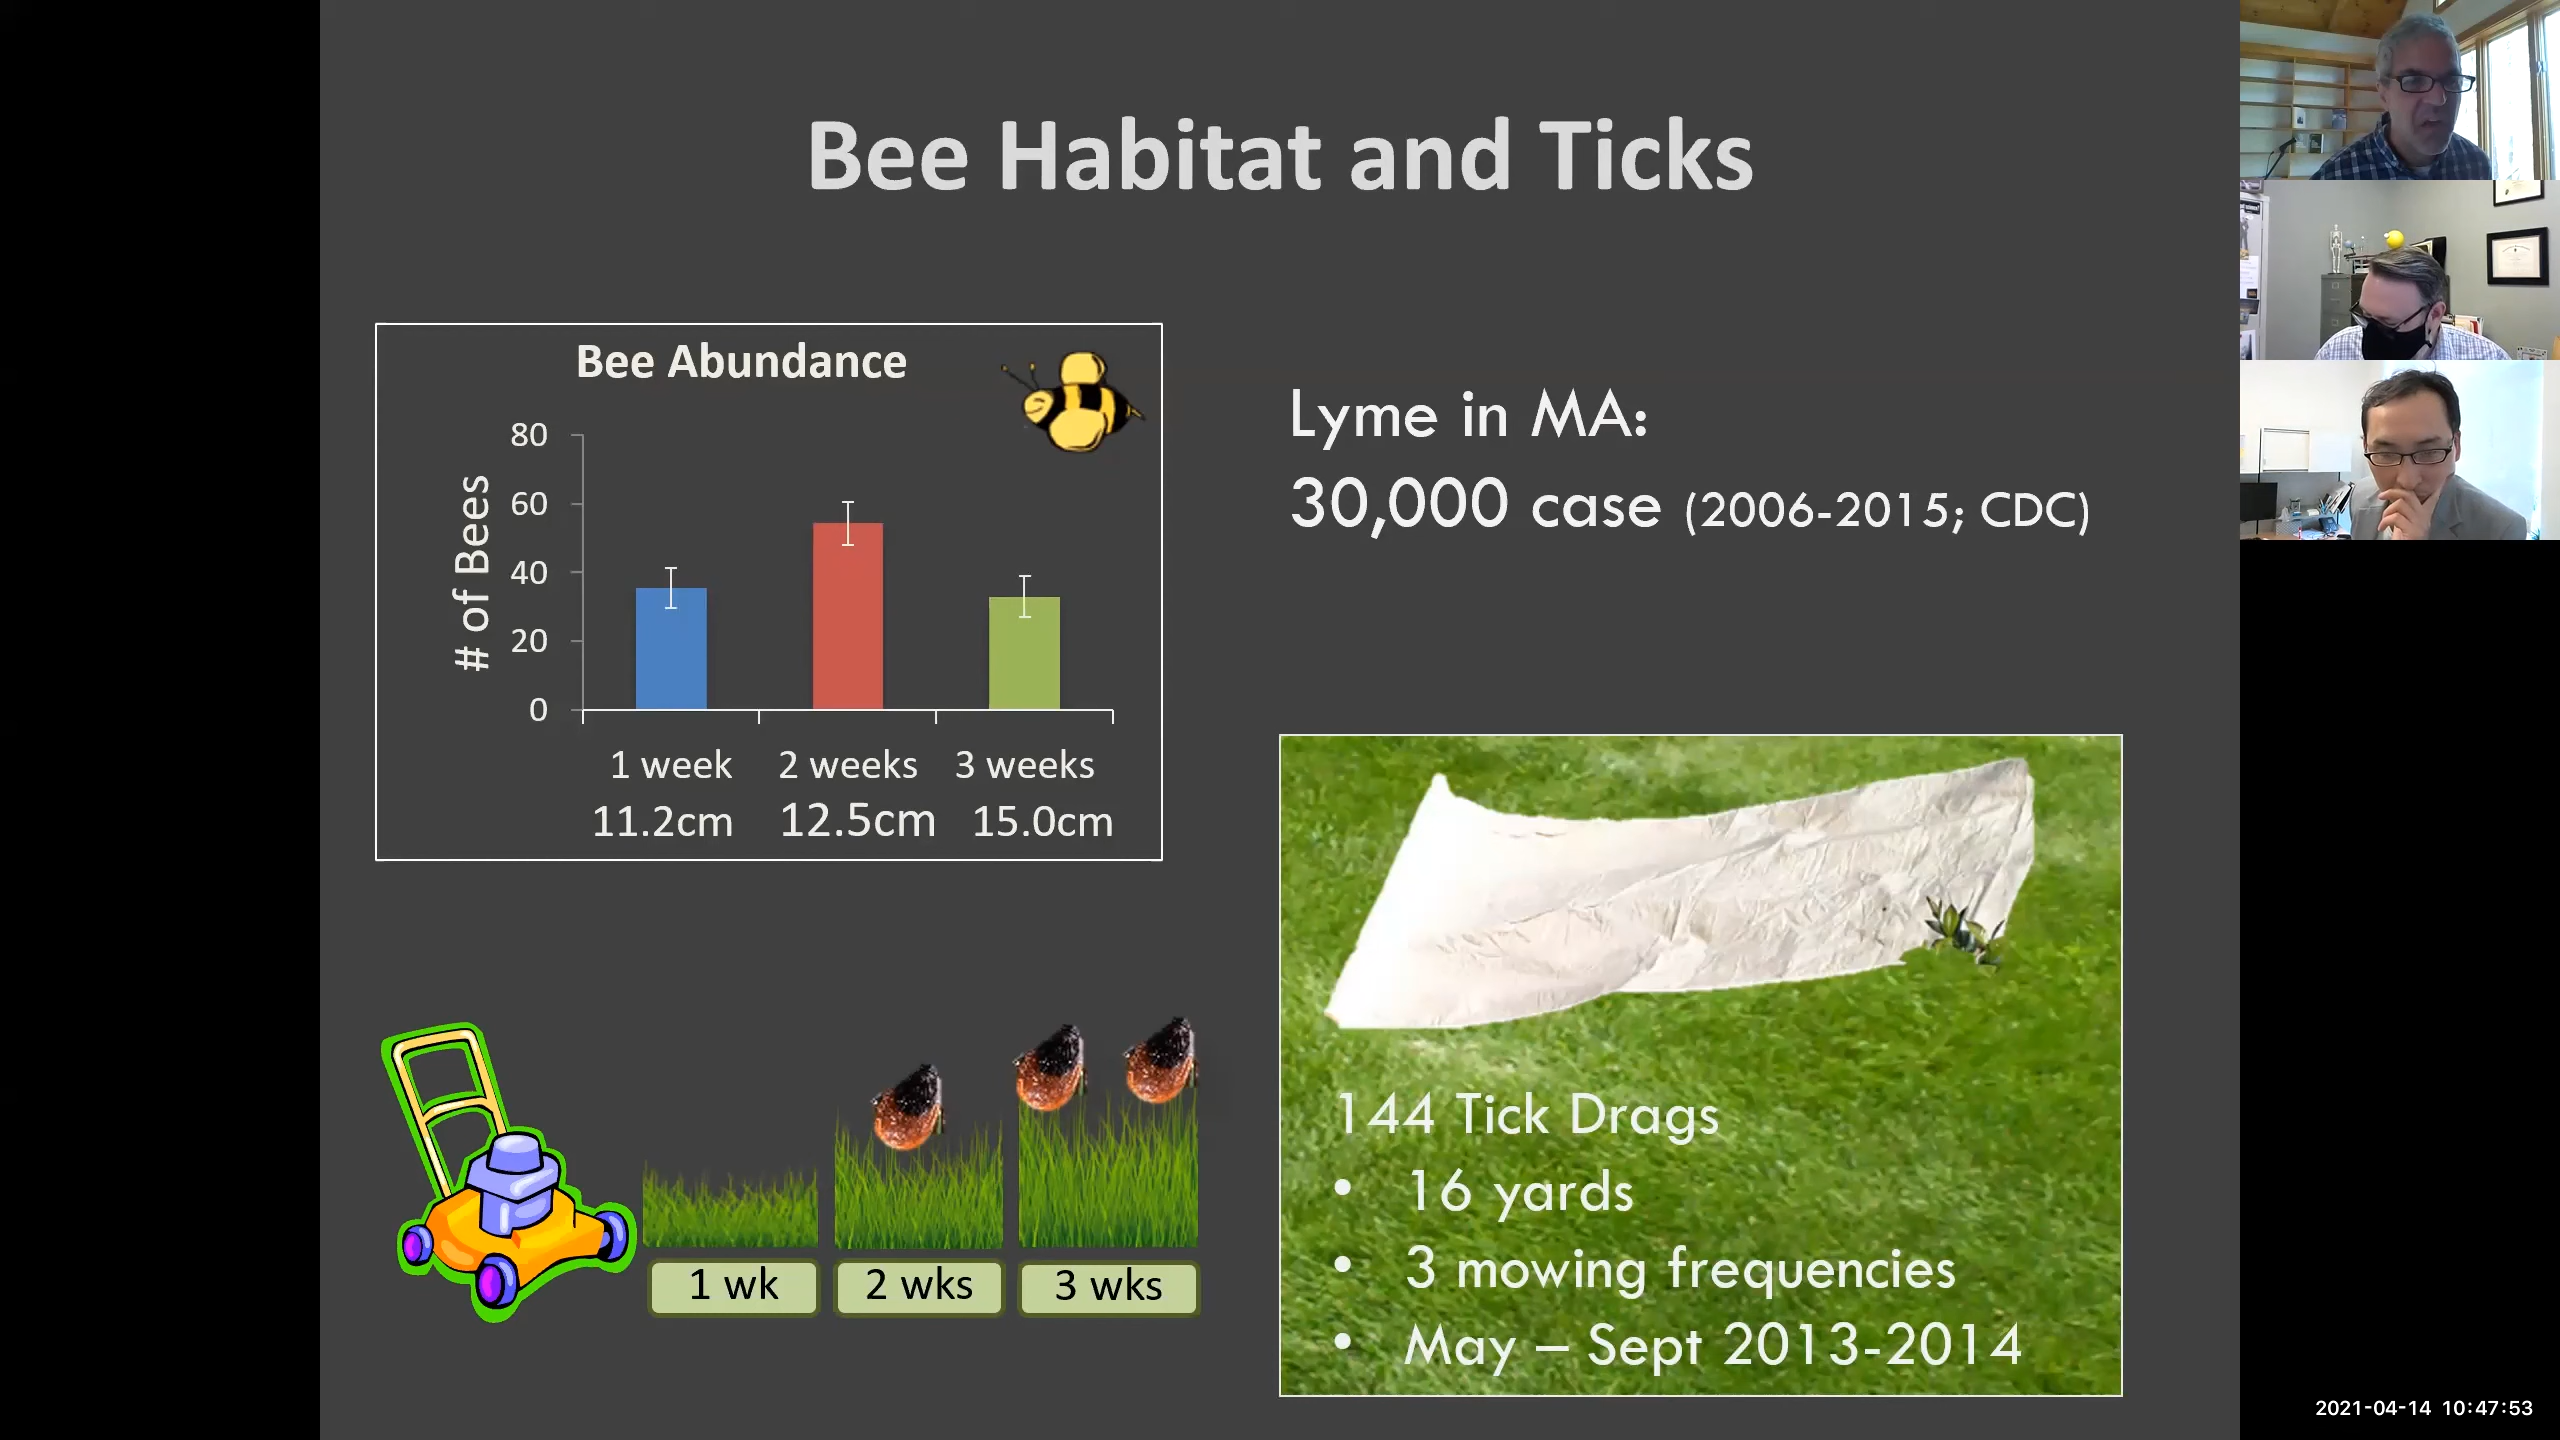 Bee Habitat and Ticks
Bee Abundance
# of Bees
80
60
40
20
0
1 week 2 weeks 3 weeks
11.2cm 12.5cm 15.0cm
Lyme in MA:
30,000 case (2006-2015; CDC)
1 wk 2 wks 3 wks
144 Tick Drags
• 16 yards
• 3 mowing frequencies
• May – Sept 2013-2014
2021-04-14 10:47:53